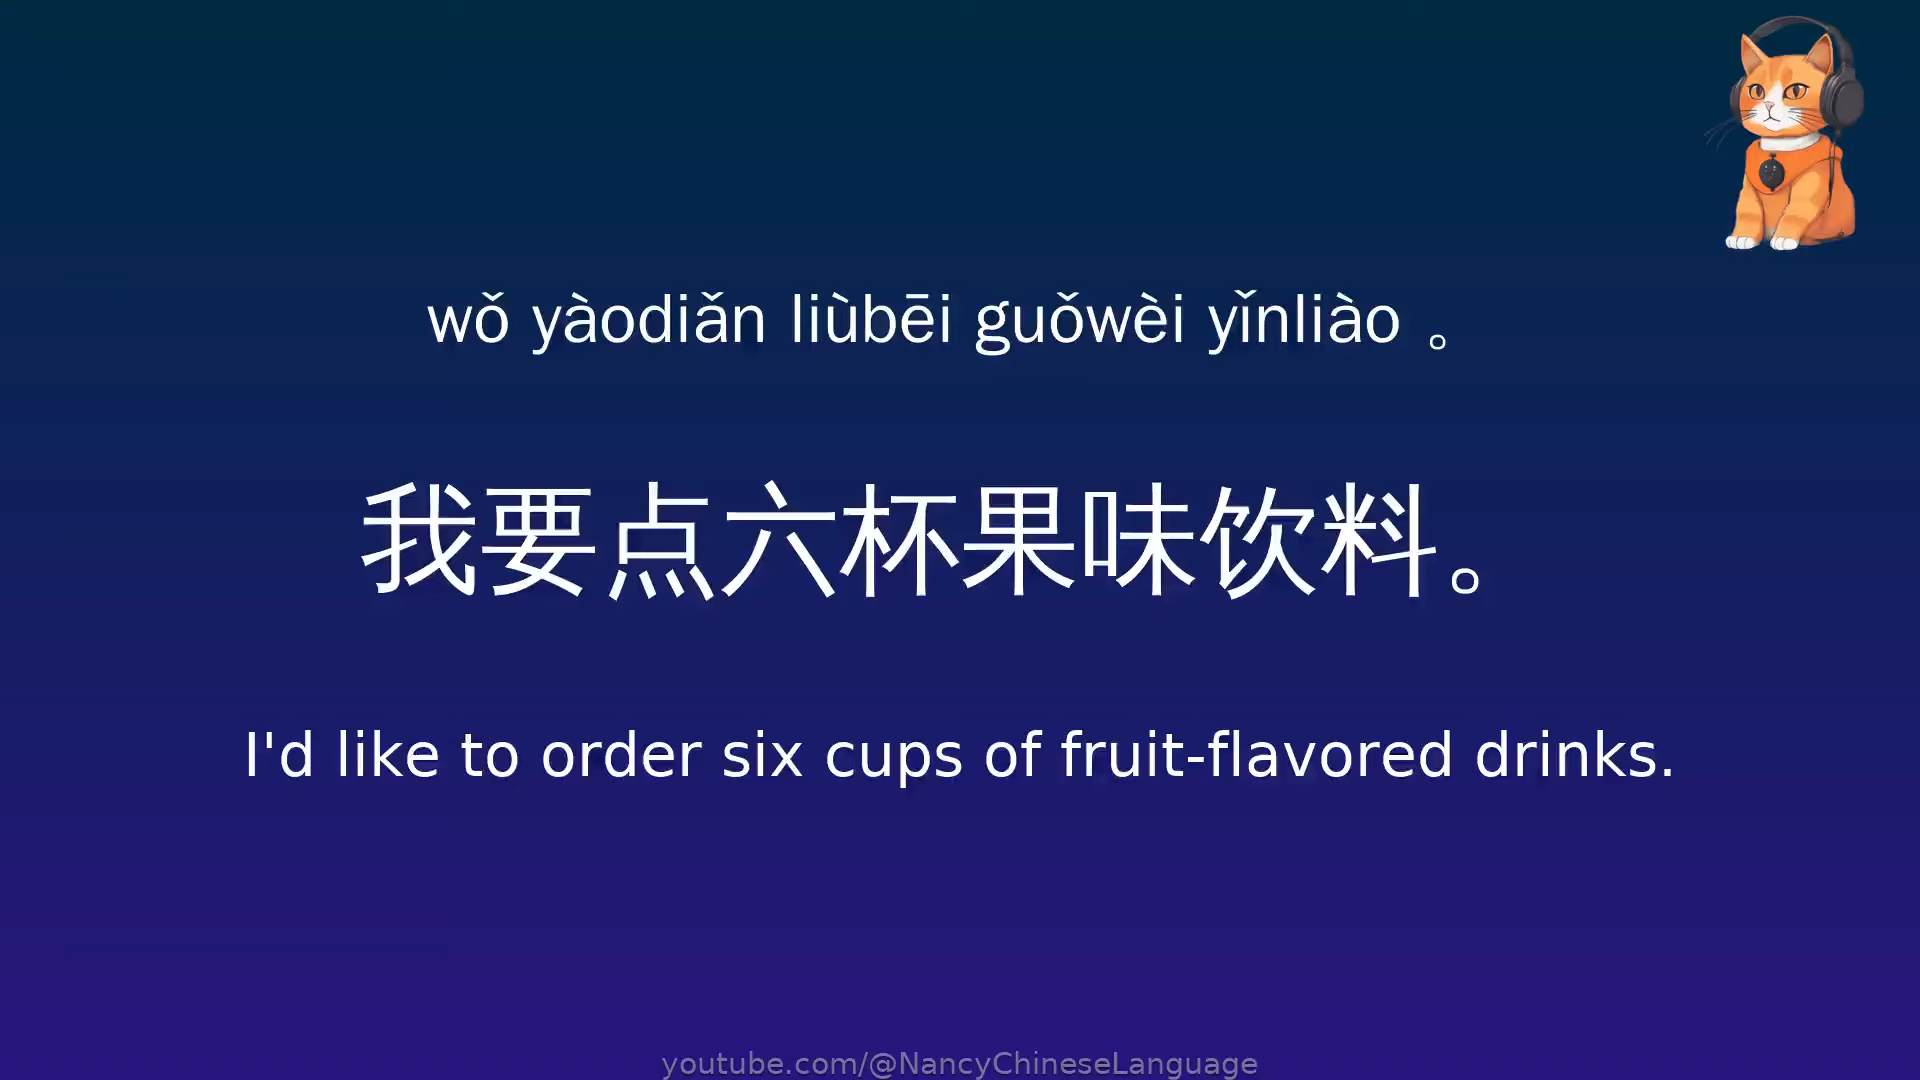 wǒ yàodiǎn liùbēi guǒwèi yǐnliào 。
我要点六杯果味饮料。
I'd like to order six cups of fruit-flavored drinks.
youtube.com/@NancyChineseLanguage